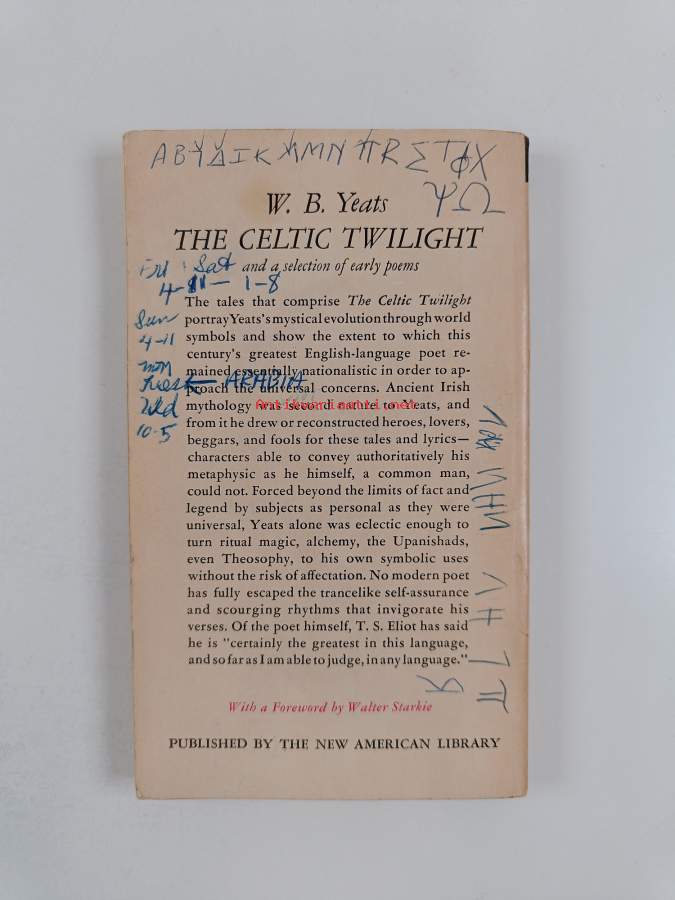 W. B. Yeats
THE CELTIC TWILIGHT
and a selection of early poems
Sat
4-11- 1-8
Sun
4-11
ARABIA
Wed
10-5
The tales that comprise The Celtic Twilight
portray Yeats's mystical evolution through world
symbols and show the extent to which this
century's greatest English-language poet re-
mained essentially nationalistic in order to ap-
proach the universal concerns. Ancient Irish
mythology was second nature to Yeats, and
from it he drew or reconstructed heroes, lovers,
beggars, and fools for these tales and lyrics—
characters able to convey authoritatively his
metaphysic as he himself, a common man,
could not. Forced beyond the limits of fact and
legend by subjects as personal as they were
universal, Yeats alone was eclectic enough to
turn ritual magic, alchemy, the Upanishads,
even Theosophy, to his own symbolic uses
without the risk of affectation. No modern poet
has fully escaped the trancelike self-assurance
and scourging rhythms that invigorate his
verses. Of the poet himself, T. S. Eliot has said
he is "certainly the greatest in this language,
and so far as I am able to judge, in any language."
Antikvariaatti.net
With a Foreword by Walter Starkie
PUBLISHED BY THE NEW AMERICAN LIBRARY